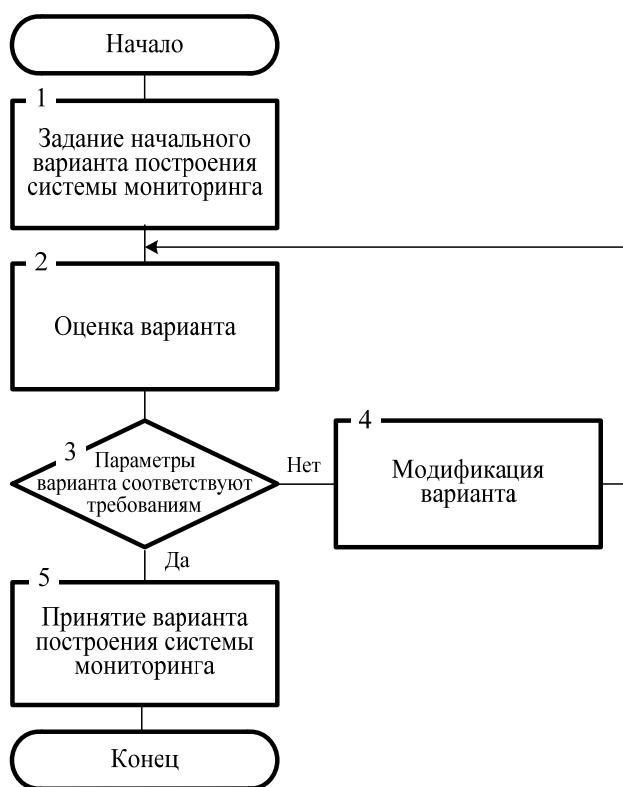 Начало
1
Задание начального
варианта построения
системы мониторинга
2
Оценка варианта
3
Параметры
варианта соответствуют
требованиям
Нет
4
Модификация
варианта
Да
5
Принятие варианта
построения системы
мониторинга
Конец